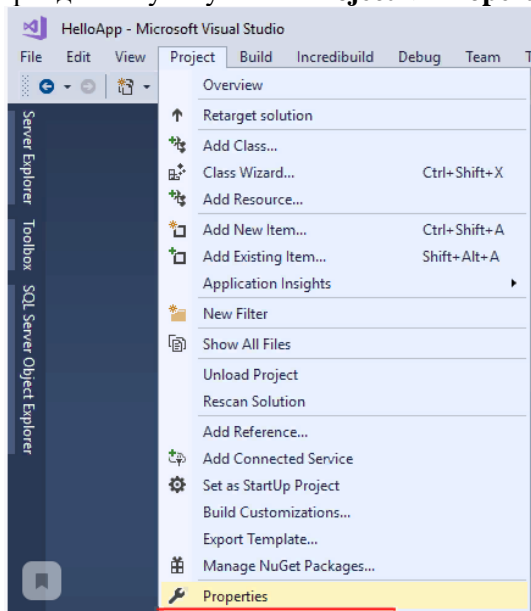 HelloApp - Microsoft Visual Studio
File Edit View Project Build Incredibuild Debug Team
Overview
Retarget solution
Add Class...
Class Wizard... Ctrl+Shift+X
Add Resource...
Add New Item... Ctrl+Shift+A
Add Existing Item... Shift+Alt+A
Application Insights
New Filter
Show All Files
Unload Project
Rescan Solution
Add Reference...
Add Connected Service
Set as StartUp Project
Build Customizations...
Export Template...
Manage NuGet Packages...
Properties
Server Explorer
Toolbox
SQL Server Object Explorer